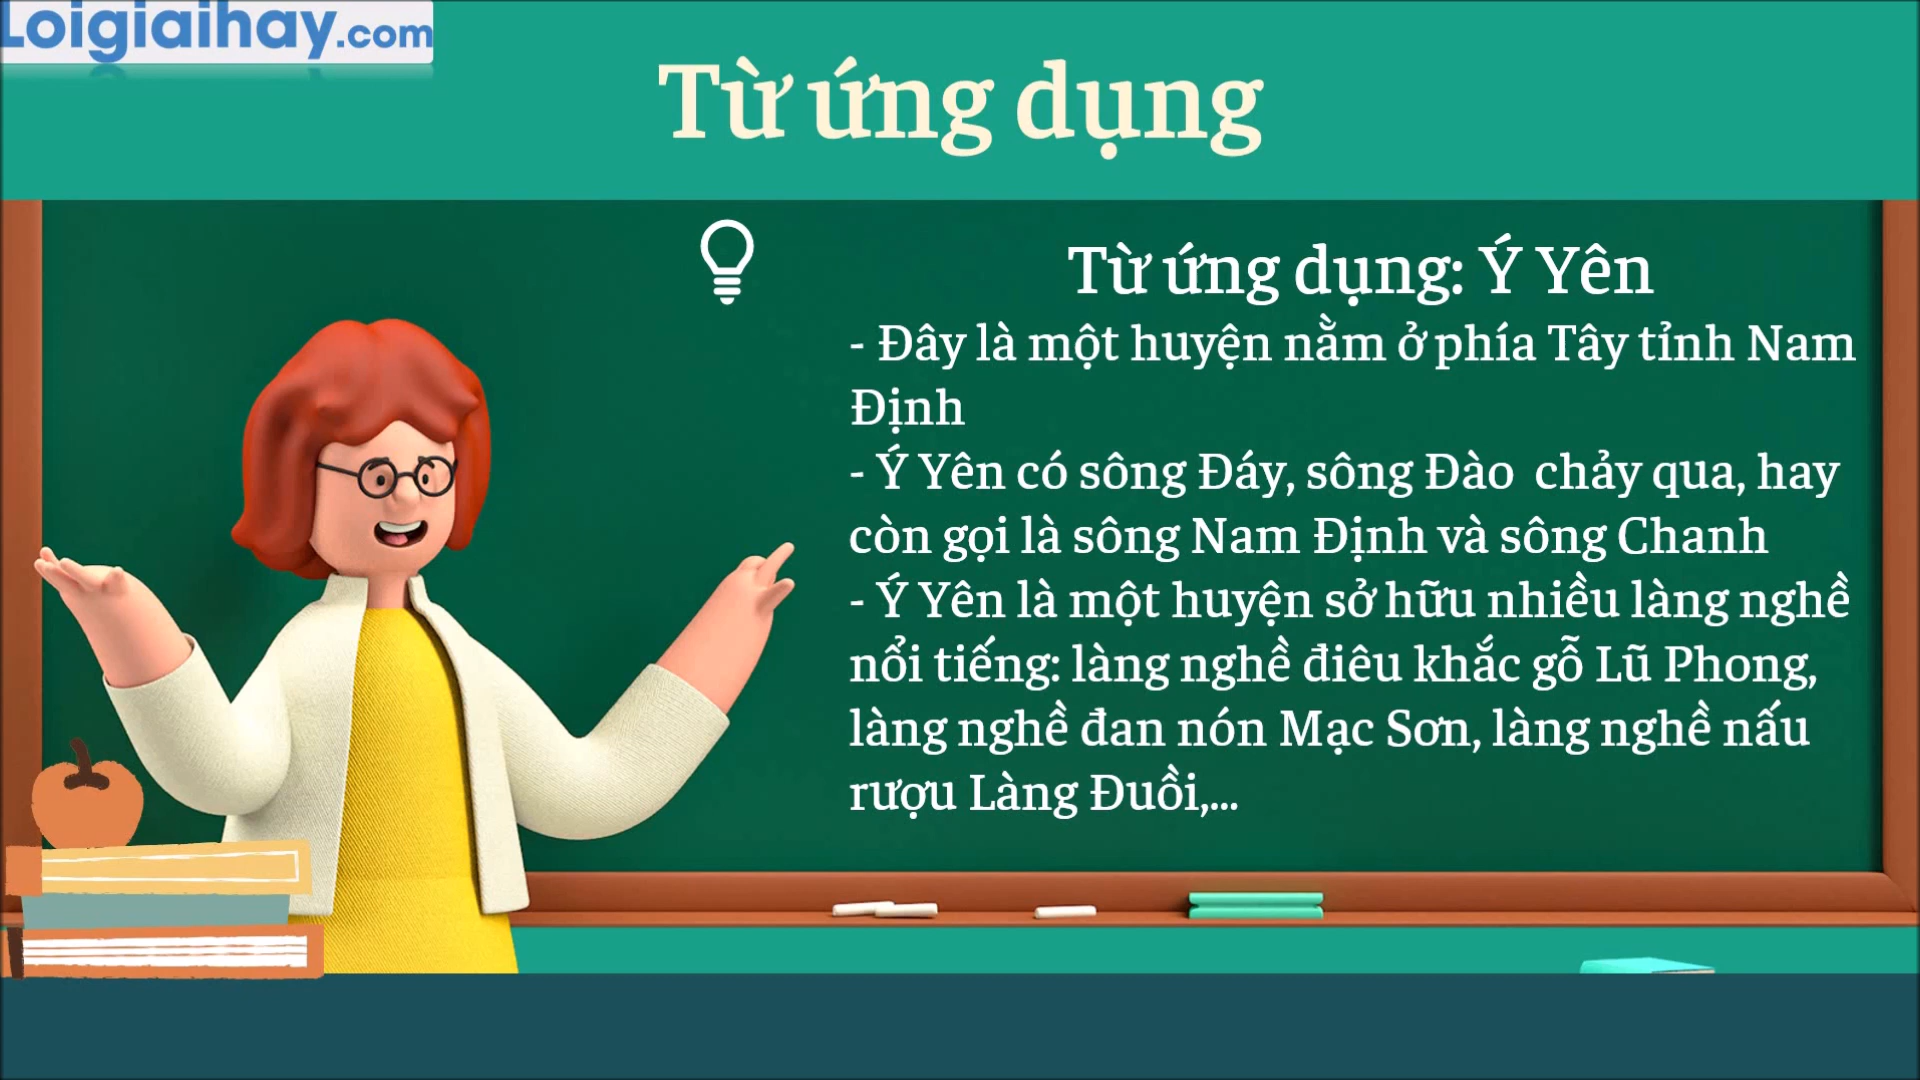 Loigiaihay.com
Từ ứng dụng
Từ ứng dụng: Ý Yên
- Đây là một huyện nằm ở phía Tây tỉnh Nam
Định
- Ý Yên có sông Đáy, sông Đào chảy qua, hay
còn gọi là sông Nam Định và sông Chanh
- Ý Yên là một huyện sở hữu nhiều làng nghề
nổi tiếng: làng nghề điêu khắc gỗ Lũ Phong,
làng nghề đan nón Mạc Sơn, làng nghề nấu
rượu Làng Đuồi,...